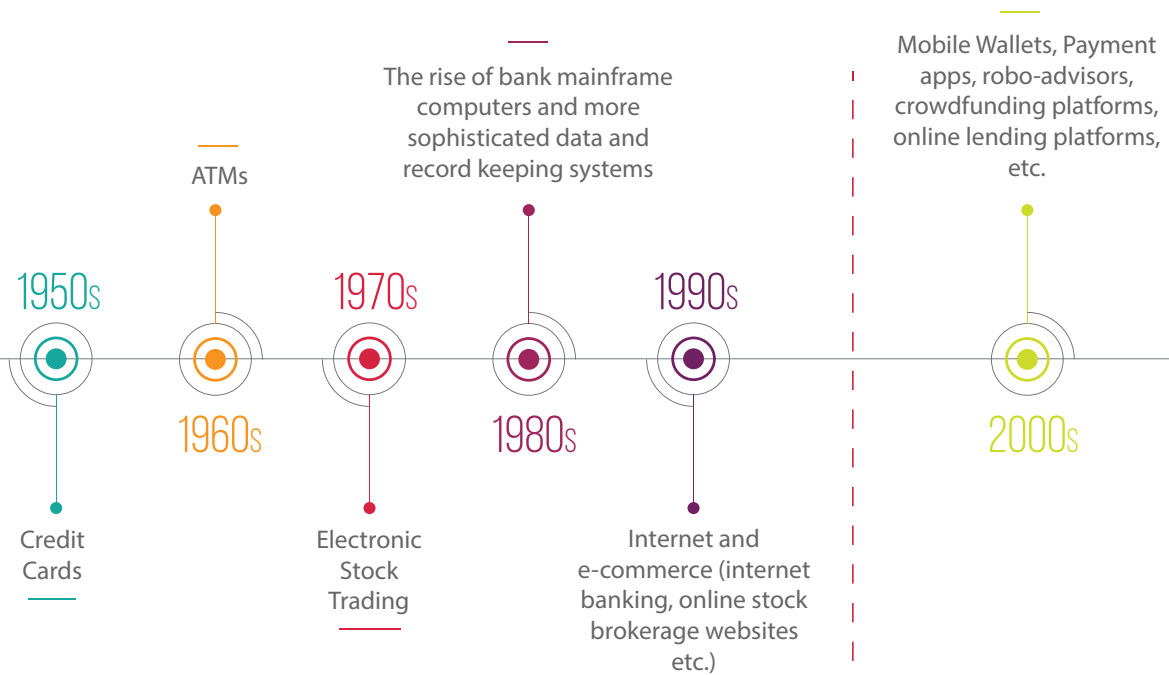 1950s
Credit
Cards
ATMs
1960s
1970s
Electronic
Stock
Trading
The rise of bank mainframe
computers and more
sophisticated data and
record keeping systems
1980s
1990s
Internet and
e-commerce (internet
banking, online stock
brokerage websites
etc.)
Mobile Wallets, Payment
apps, robo-advisors,
crowdfunding platforms,
online lending platforms,
etc.
2000s